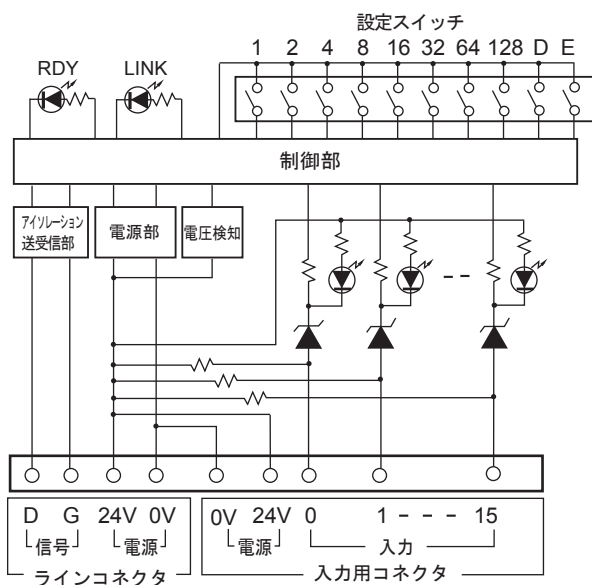 設定スイッチ
1 2 4 8 16 32 64 128 D E
RDY LINK
制御部
アイソレーション
送受信部
電源部
電圧検知
D G 24V 0V 0V 24V 0 1 - - - 15
信号 電源 電源 入力
ラインコネクタ 入力用コネクタ